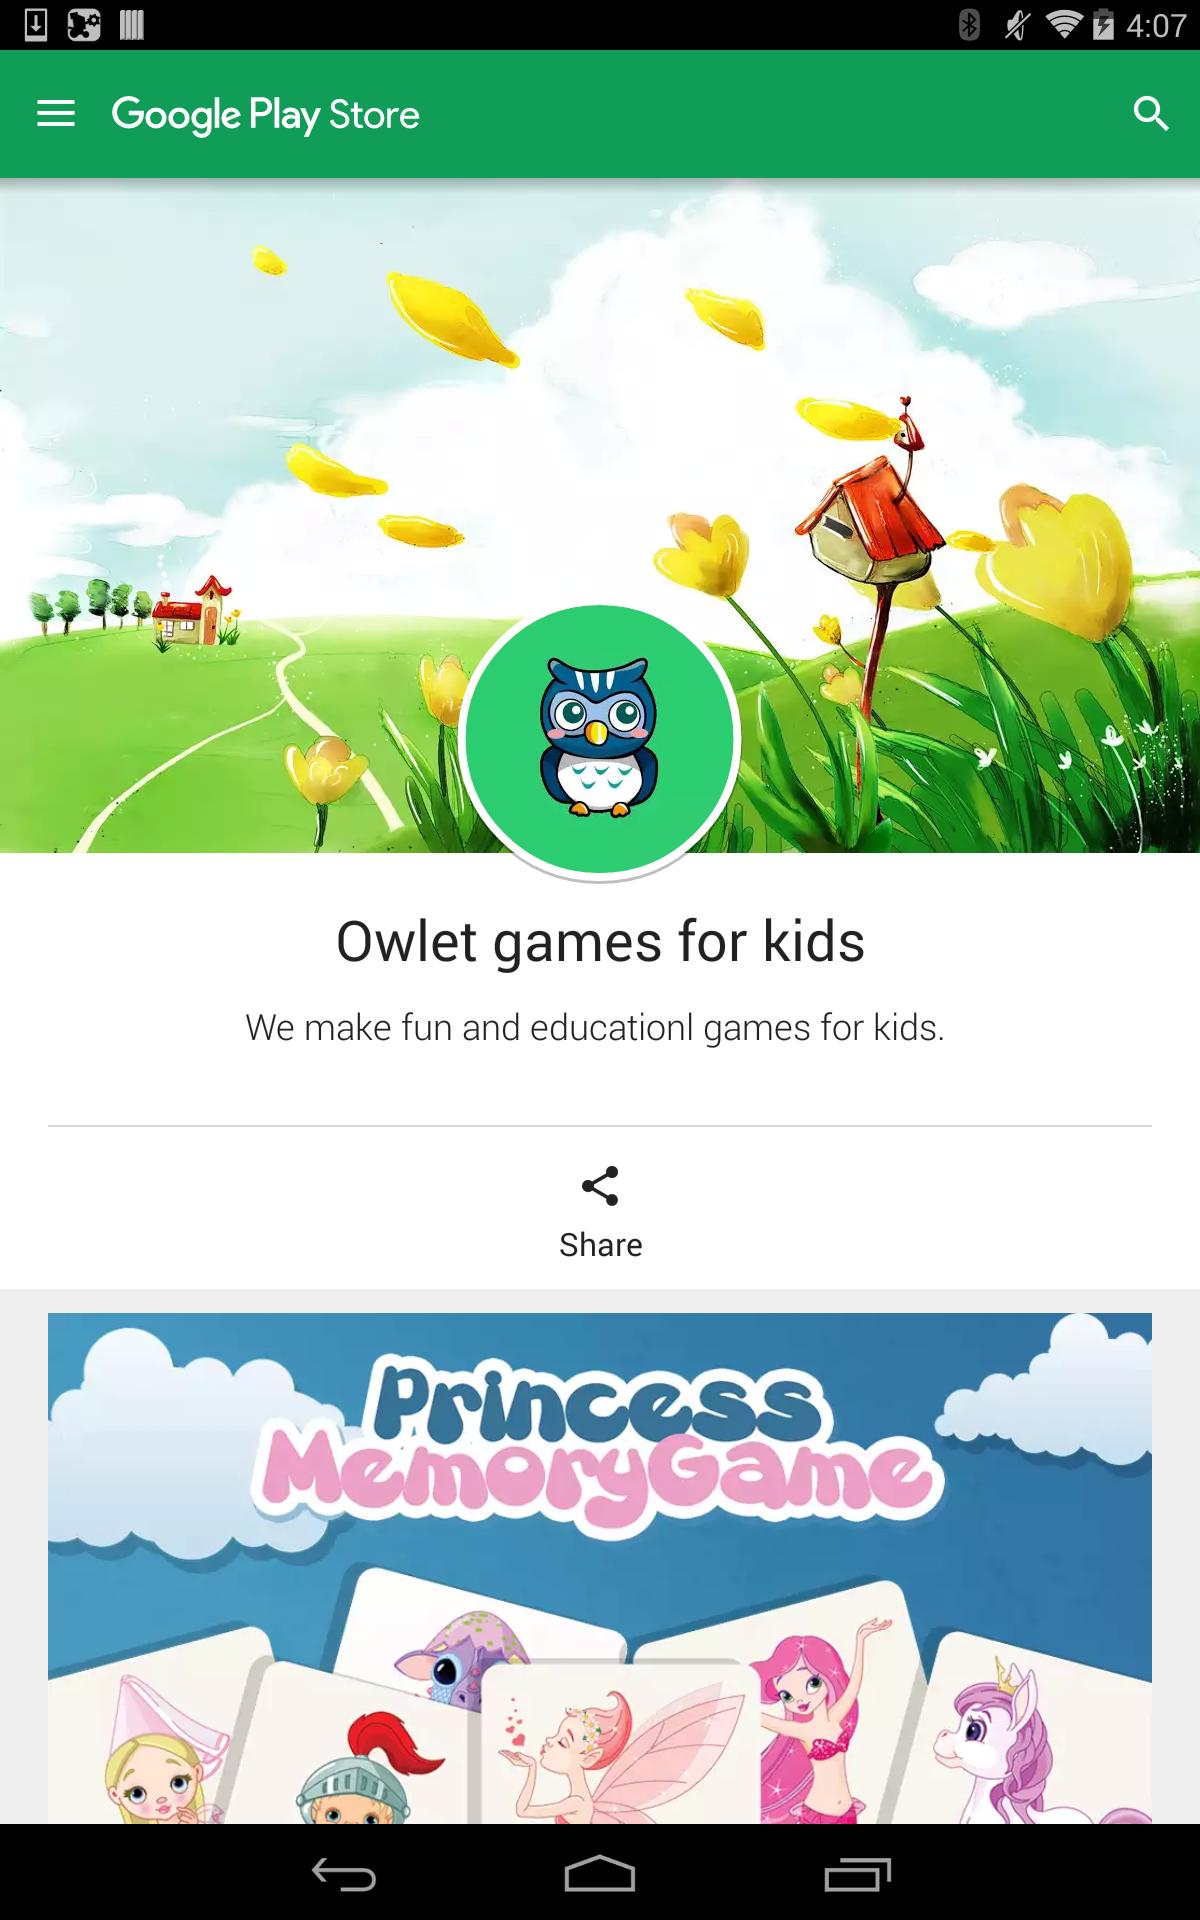 4:07
Google Play Store
Owlet games for kids
We make fun and educationl games for kids.
Share
Princess
MemoryGame